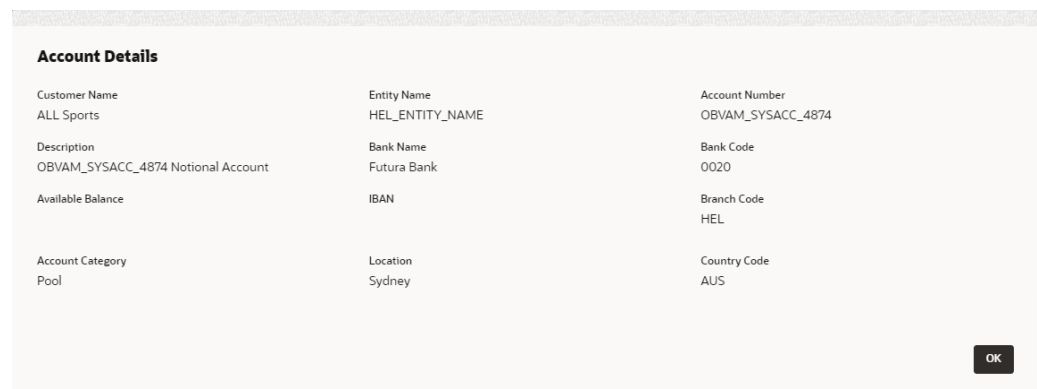 Account Details
Customer Name
Entity Name
Account Number
ALL Sports
HEL_ENTITY_NAME
OBVAM_SYSACC_4874
Description
Bank Name
Bank Code
OBVAM_SYSACC_4874 Notional Account
Futura Bank
0020
Available Balance
IBAN
Branch Code
HEL
Account Category
Location
Country Code
Pool
Sydney
AUS
OK